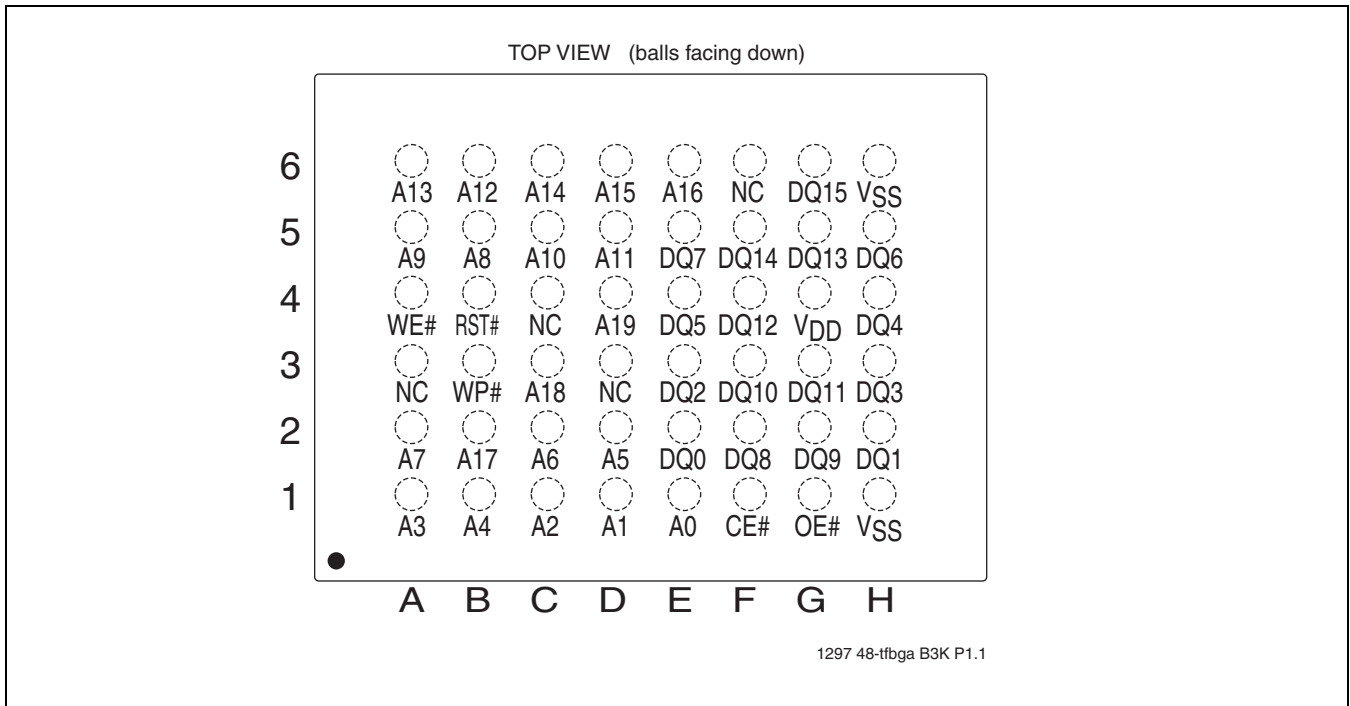 TOP VIEW (balls facing down)
6
A13 A12 A14 A15 A16 NC DQ15 VSS
5
A9 A8 A10 A11 DQ7 DQ14 DQ13 DQ6
4
WE# RST# NC A19 DQ5 DQ12 VDD DQ4
3
NC WP# A18 NC DQ2 DQ10 DQ11 DQ3
2
A7 A17 A6 A5 DQ0 DQ8 DQ9 DQ1
1
A3 A4 A2 A1 A0 CE# OE# VSS
A B C D E F G H
1297 48-tfbga B3K P1.1